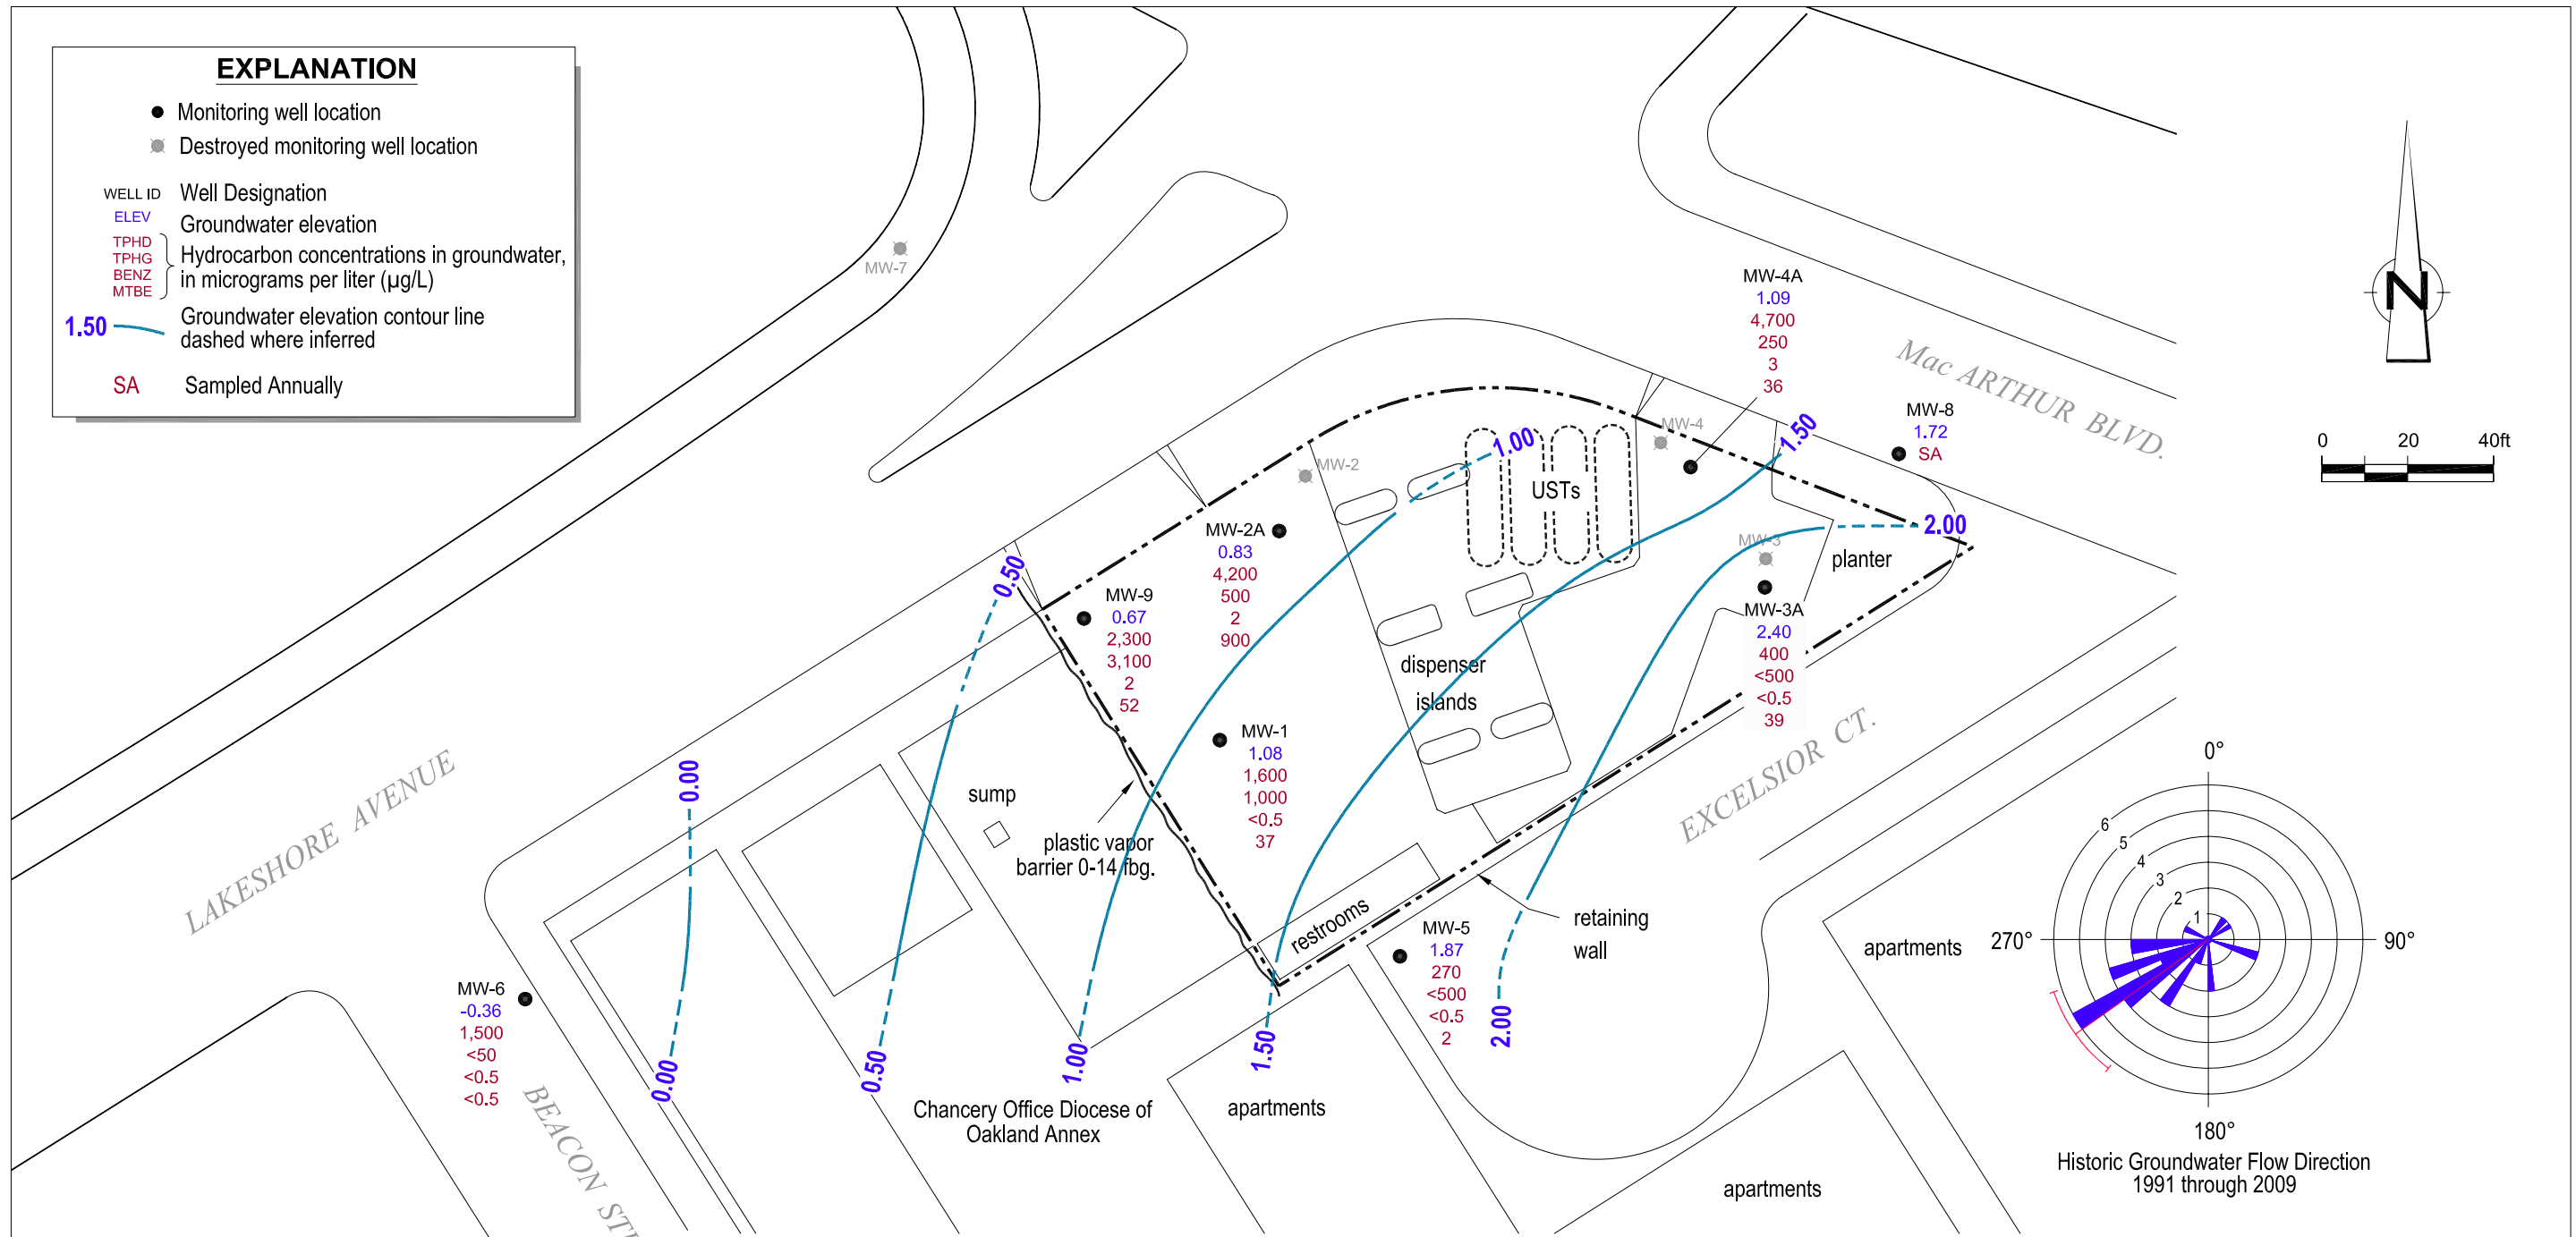 EXPLANATION
Monitoring well location
Destroyed monitoring well location
WELL ID Well Designation
ELEV Groundwater elevation
TPHD
TPHG
BENZ
MTBE
Hydrocarbon concentrations in groundwater,
in micrograms per liter (µg/L)
1.50 Groundwater elevation contour line
dashed where inferred
SA Sampled Annually
MW-7
MW-4A
1.09
4,700
250
3
36
Mac ARTHUR BLVD.
N
0 20 40ft
MW-8
1.72
SA
MW-4
1.50
1.00
MW-2
USTs
2.00
MW-2A
0.83
4,200
500
2
900
MW-3
planter
0.50
MW-9
0.67
2,300
3,100
2
52
MW-3A
2.40
400
<500
<0.5
39
dispenser
islands
MW-1
1.08
1,600
1,000
<0.5
37
EXCELSIOR CT.
LAKESHORE AVENUE
0.00
sump
plastic vapor
barrier 0-14 fbg.
restrooms
retaining
wall
MW-5
1.87
270
<500
<0.5
2
apartments
MW-6
-0.36
1,500
<50
<0.5
<0.5
0.00
0.50
1.00
1.50
2.00
BEACON
Chancery Office Diocese of
Oakland Annex
apartments
apartments
0°
6
5
4
3
2
1
270°
90°
180°
Historic Groundwater Flow Direction
1991 through 2009